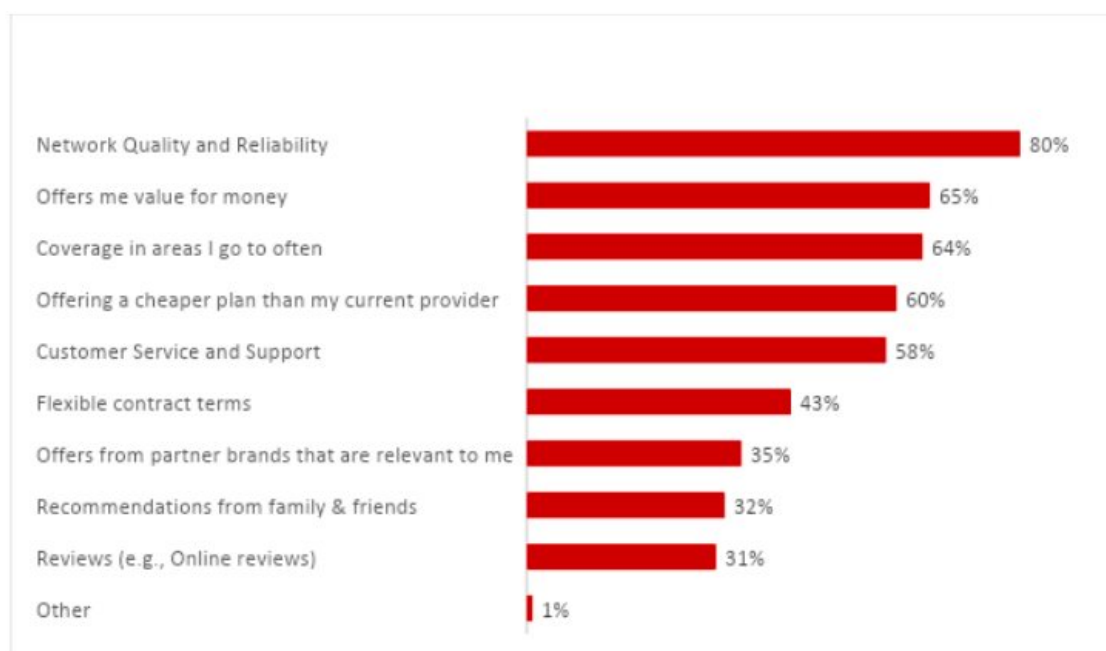 Network Quality and Reliability 80%
Offers me value for money 65%
Coverage in areas I go to often 64%
Offering a cheaper plan than my current provider 60%
Customer Service and Support 58%
Flexible contract terms 43%
Offers from partner brands that are relevant to me 35%
Recommendations from family & friends 32%
Reviews (e.g., Online reviews) 31%
Other 1%